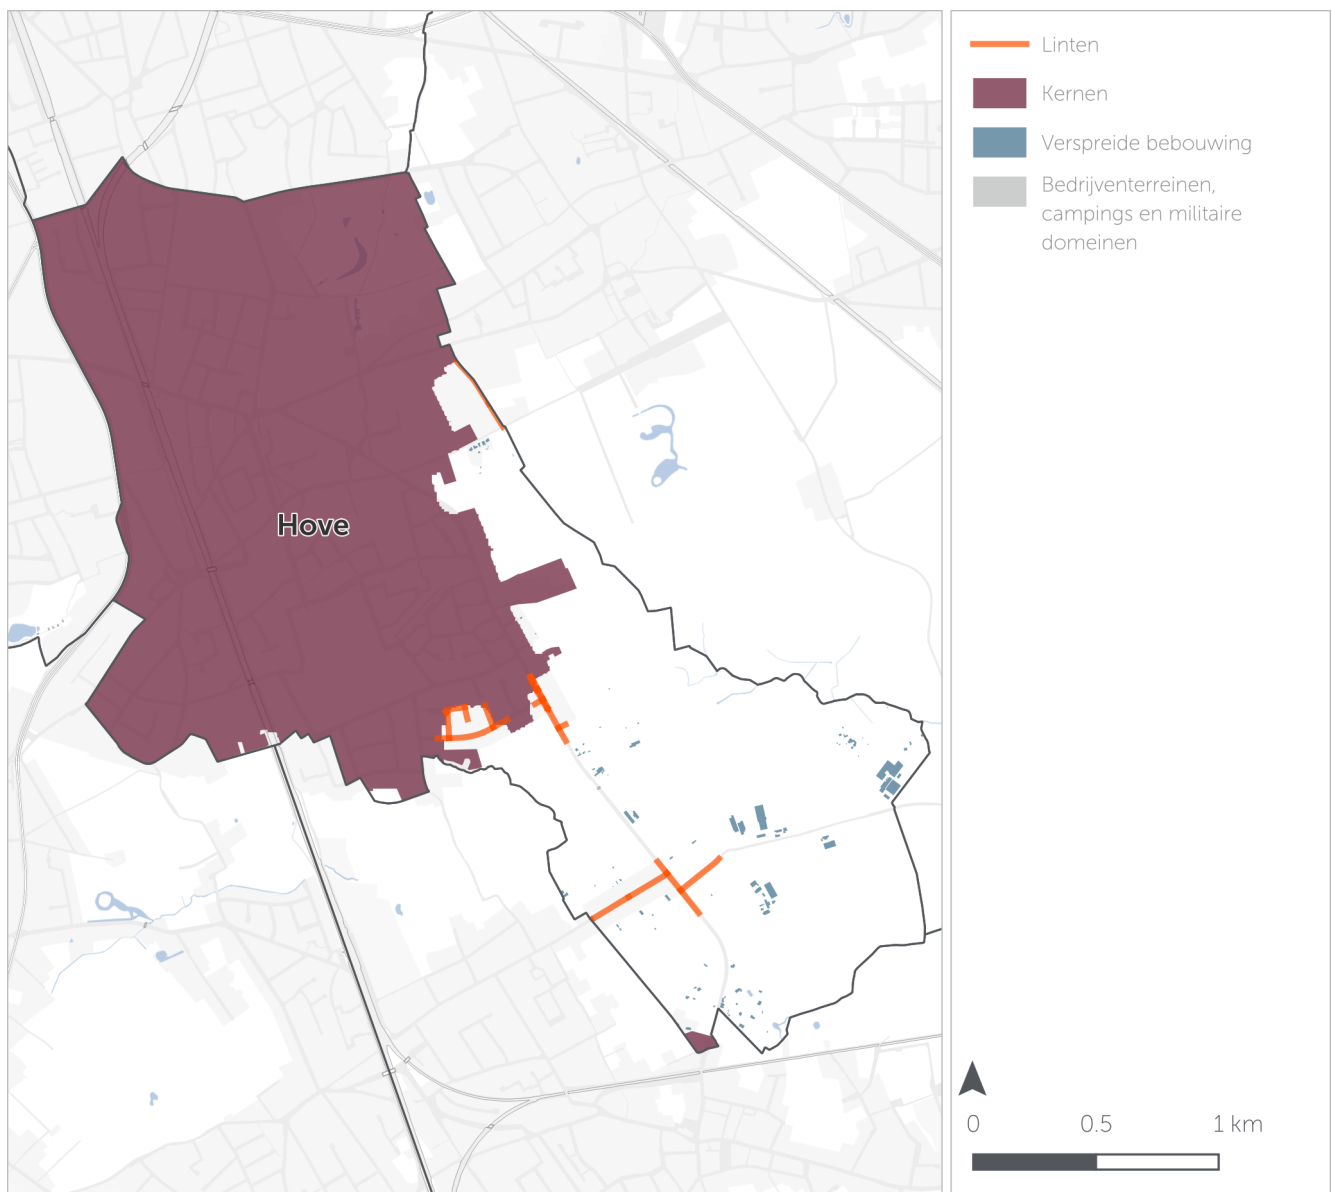 Linten
Kernen
Verspreide bebouwing
Bedrijventerreinen,
campings en militaire
domeinen
Hove
0 0.5 1 km